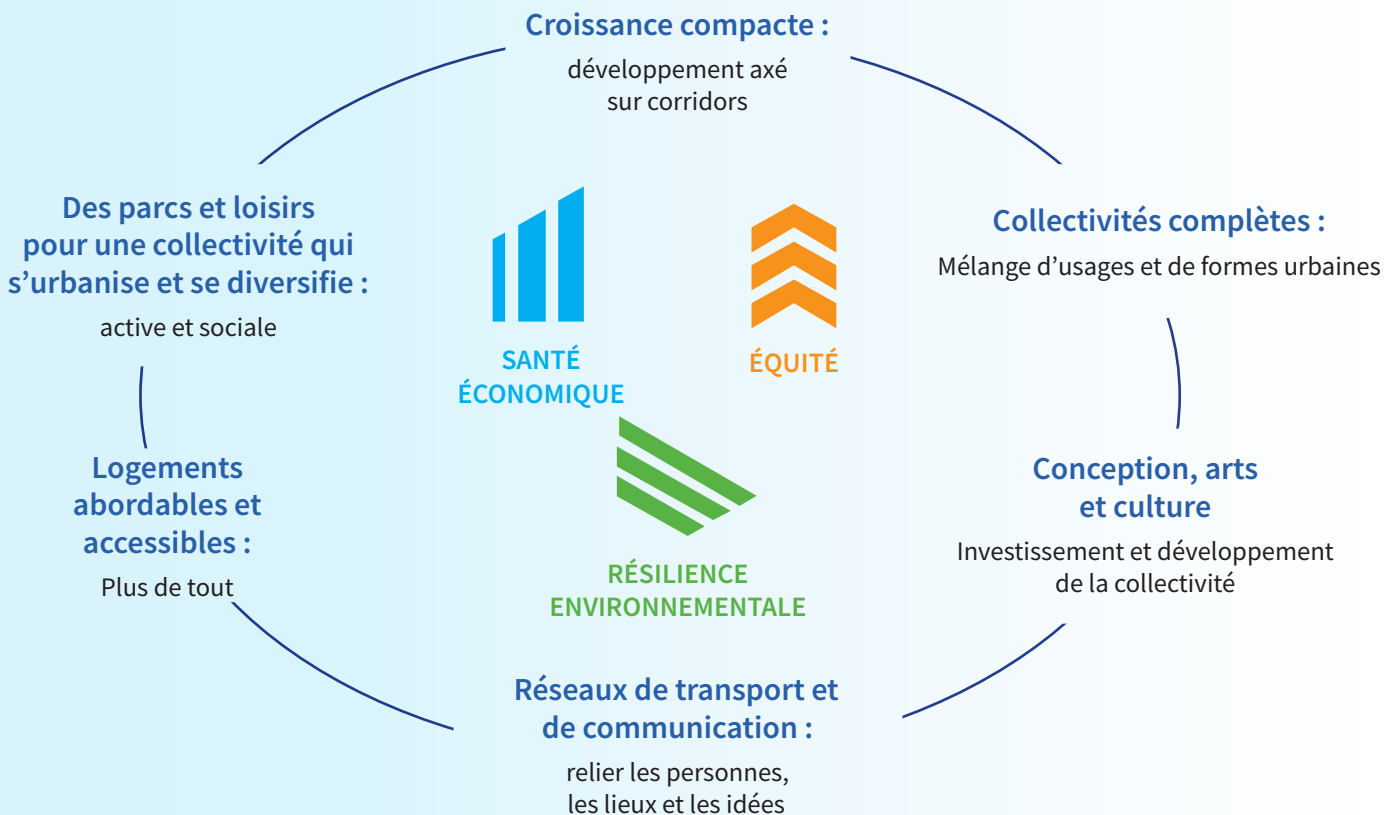 Croissance compacte :
développement axé
sur corridors
Des parcs et loisirs
pour une collectivité qui
s’urbanise et se diversifie :
active et sociale
Collectivités complètes :
Mélange d’usages et de formes urbaines
SANTÉ
ÉCONOMIQUE
ÉQUITÉ
Logements
abordables et
accessibles :
Plus de tout
Conception, arts
et culture
Investissement et développement
de la collectivité
RÉSILIENCE
ENVIRONNEMENTALE
Réseaux de transport et
de communication :
relier les personnes,
les lieux et les idées